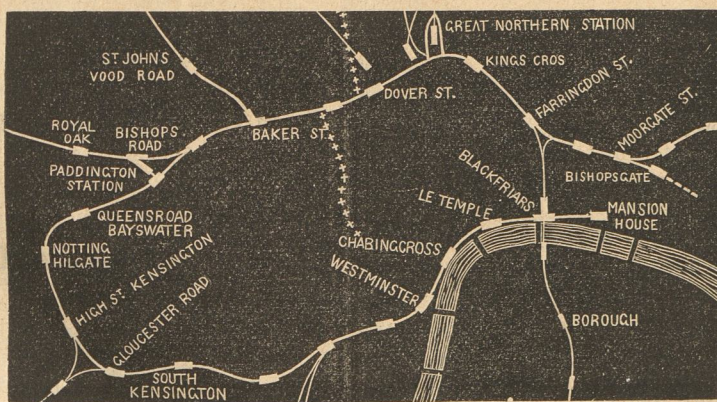 GREAT NORTHERN STATION
ST JOHNS
VOOD ROAD
KINGS CROS
DOVER ST.
FARRINGDON ST.
MOORGATE ST.
ROYAL
OAK
BISHOPS
ROAD
BAKER ST.
PADDINGTON
STATION
BLACKFRIARS
BISHOPSGATE
LE TEMPLE
MANSION
HOUSE
QUEENSROAD
BAYSWATER
NOTTING
HILGATE
CHABINGCROSS
HIGH ST. KENSINGTON
WESTMINSTER
GLOUCESTER ROAD
BOROUGH
SOUTH
KENSINGTON